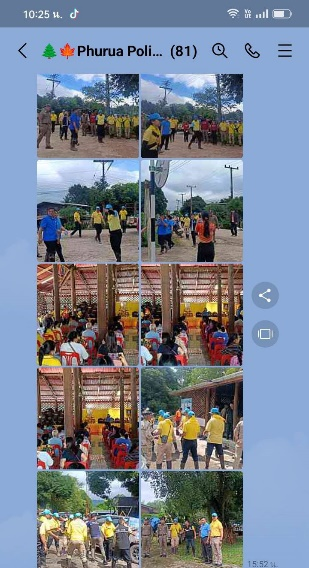 10:25 น.
Phurua Poli... (81)
15:52 น.